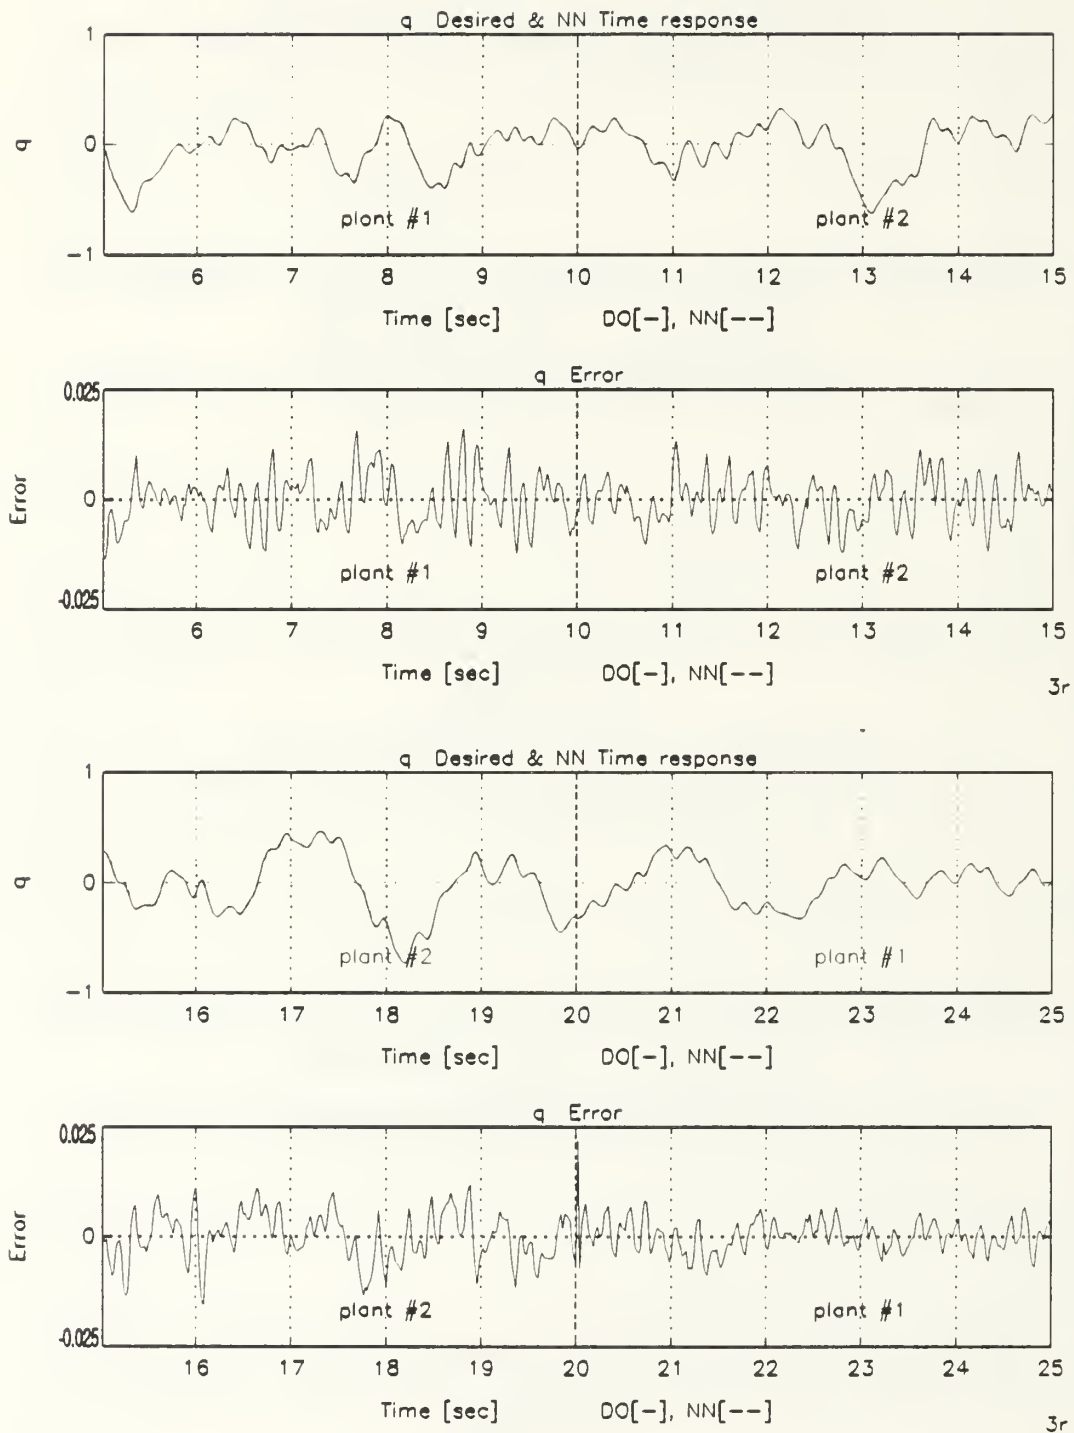 q Desired & NN Time response
1
q
0
plant #1
plant #2
-1
6 7 8 9 10 11 12 13 14 15
Time [sec] DO[-], NN[--]
q Error
0.025
Error
0
plant #1
plant #2
-0.025
6 7 8 9 10 11 12 13 14 15
Time [sec] DO[-], NN[--]
3r
q Desired & NN Time response
1
q
0
plant #2
plant #1
-1
16 17 18 19 20 21 22 23 24 25
Time [sec] DO[-], NN[--]
q Error
0.025
Error
0
plant #2
plant #1
-0.025
16 17 18 19 20 21 22 23 24 25
Time [sec] DO[-], NN[--]
3r